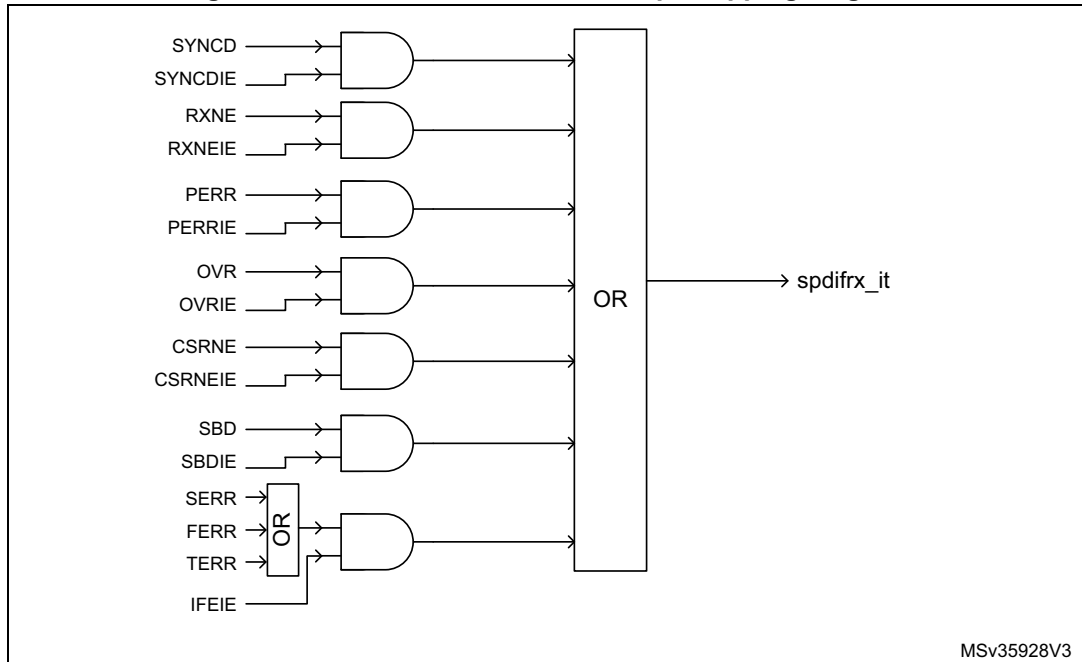 SYNCD
SYNCDIE
RXNE
RXNEIE
PERR
PERRIE
OVR
OVRIE
CSRNE
CSRNEIE
SBD
SBDIE
SERR
FERR
TERR
OR
IFEIE
OR
spdifrx_it
MSv35928V3